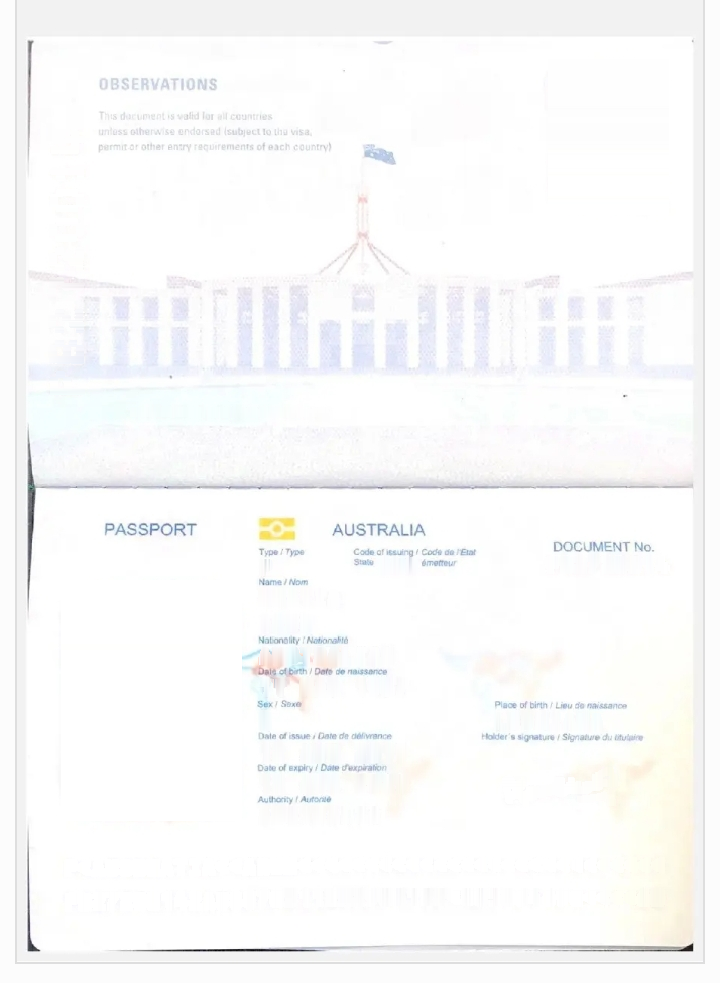 OBSERVATIONS
This document is valid for all countries
unless otherwise endorsed (subject to the visa,
permit or other entry requirements of each country)
PASSPORT
AUSTRALIA
DOCUMENT No.
Type / Type
Code of issuing / Code de l'État
State émetteur
Name / Nom
Nationality / Nationalité
Date of birth / Date de naissance
Sex / Sexe
Place of birth / Lieu de naissance
Date of issue / Date de délivrance
Holder's signature / Signature du titulaire
Date of expiry / Date d'expiration
Authority / Autorité